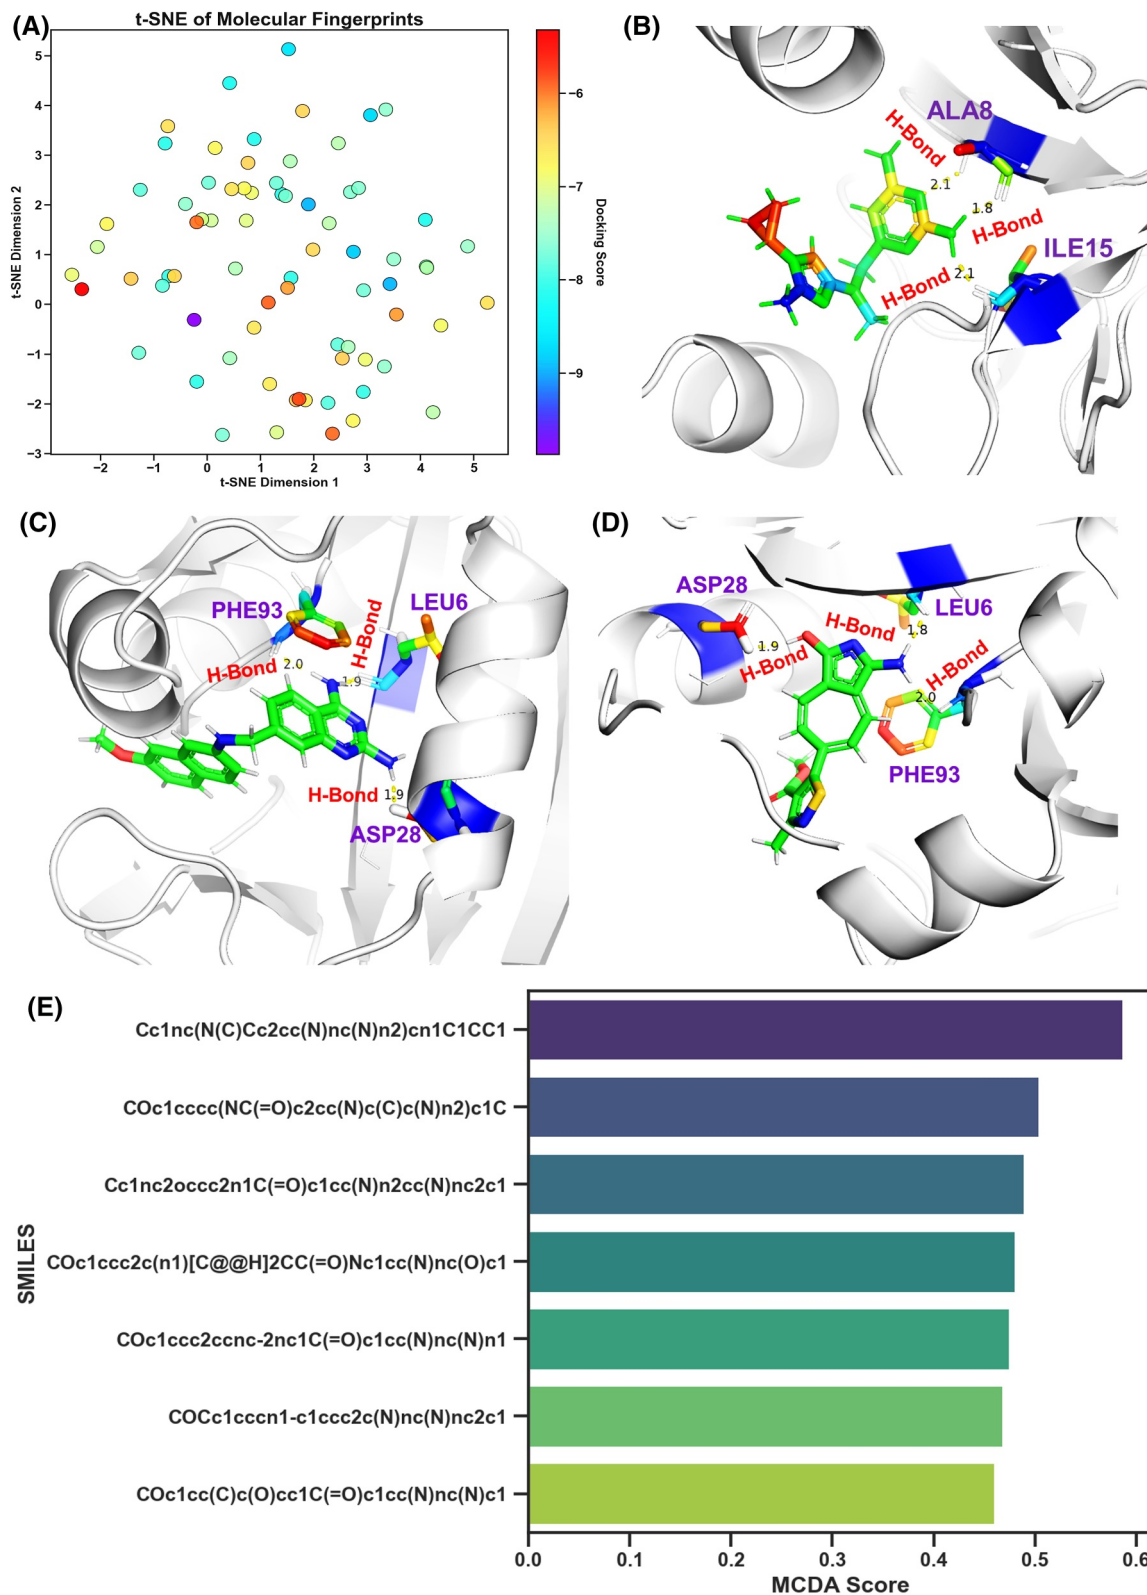 (A)
t-SNE of Molecular Fingerprints
5
4
3
2
1
0
−1
−2
−3
t-SNE Dimension 2
−2 −1 0 1 2 3 4 5
t-SNE Dimension 1
−6
−7
−8
−9
Docking Score
(B)
ALA8
H-Bond
2.1
1.8
H-Bond
ILE15
H-Bond
2.1
(C)
PHE93
H-Bond
LEU6
H-Bond
2.0
1.9
H-Bond
1.9
ASP28
(D)
ASP28
LEU6
H-Bond
1.8
1.9
H-Bond
H-Bond
2.0
PHE93
(E)
SMILES
Cc1nc(N(C)Cc2cc(N)nc(N)n2)cn1C1CC1
COc1cccc(NC(=O)c2cc(N)c(C)c(N)n2)c1C
Cc1nc2occc2n1C(=O)c1cc(N)n2cc(N)nc2c1
COc1ccc2c(n1)[C@@H]2CC(=O)Nc1cc(N)nc(O)c1
COc1ccc2ccnc-2nc1C(=O)c1cc(N)nc(N)n1
COCc1cccn1-c1ccc2c(N)nc(N)nc2c1
COc1cc(C)c(O)cc1C(=O)c1cc(N)nc(N)c1
0.0 0.1 0.2 0.3 0.4 0.5 0.6
MCDA Score